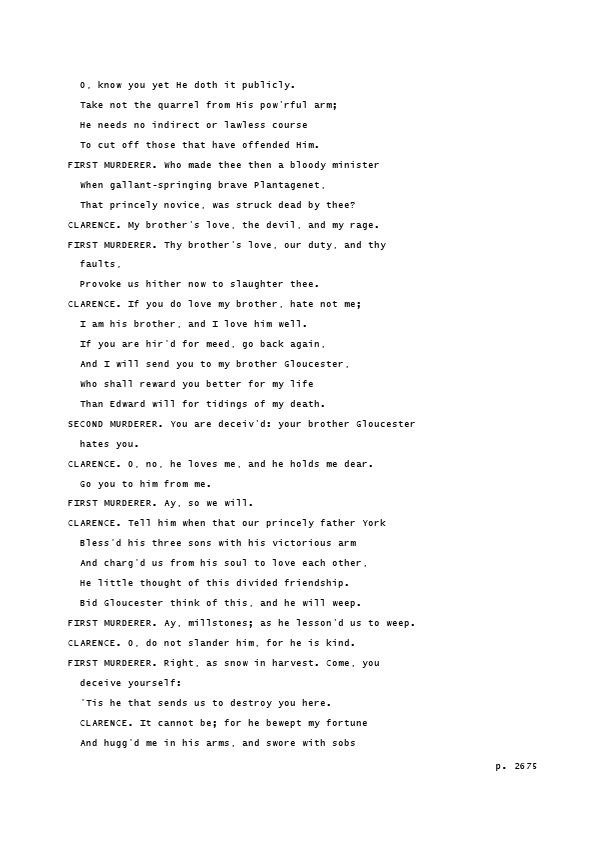 O, know you yet He doth it publicly.
Take not the quarrel from His pow'rful arm;
He needs no indirect or lawless course
To cut off those that have offended Him.
FIRST MURDERER. Who made thee then a bloody minister
When gallant-springing brave Plantagenet,
That princely novice, was struck dead by thee?
CLARENCE. My brother's love, the devil, and my rage.
FIRST MURDERER. Thy brother's love, our duty, and thy
faults,
Provoke us hither now to slaughter thee.
CLARENCE. If you do love my brother, hate not me;
I am his brother, and I love him well.
If you are hir'd for meed, go back again,
And I will send you to my brother Gloucester,
Who shall reward you better for my life
Than Edward will for tidings of my death.
SECOND MURDERER. You are deceiv'd: your brother Gloucester
hates you.
CLARENCE. O, no, he loves me, and he holds me dear.
Go you to him from me.
FIRST MURDERER. Ay, so we will.
CLARENCE. Tell him when that our princely father York
Bless'd his three sons with his victorious arm
And charg'd us from his soul to love each other,
He little thought of this divided friendship.
Bid Gloucester think of this, and he will weep.
FIRST MURDERER. Ay, millstones; as he lesson'd us to weep.
CLARENCE. O, do not slander him, for he is kind.
FIRST MURDERER. Right, as snow in harvest. Come, you
deceive yourself:
'Tis he that sends us to destroy you here.
CLARENCE. It cannot be; for he bewept my fortune
And hugg'd me in his arms, and swore with sobs
p. 2675